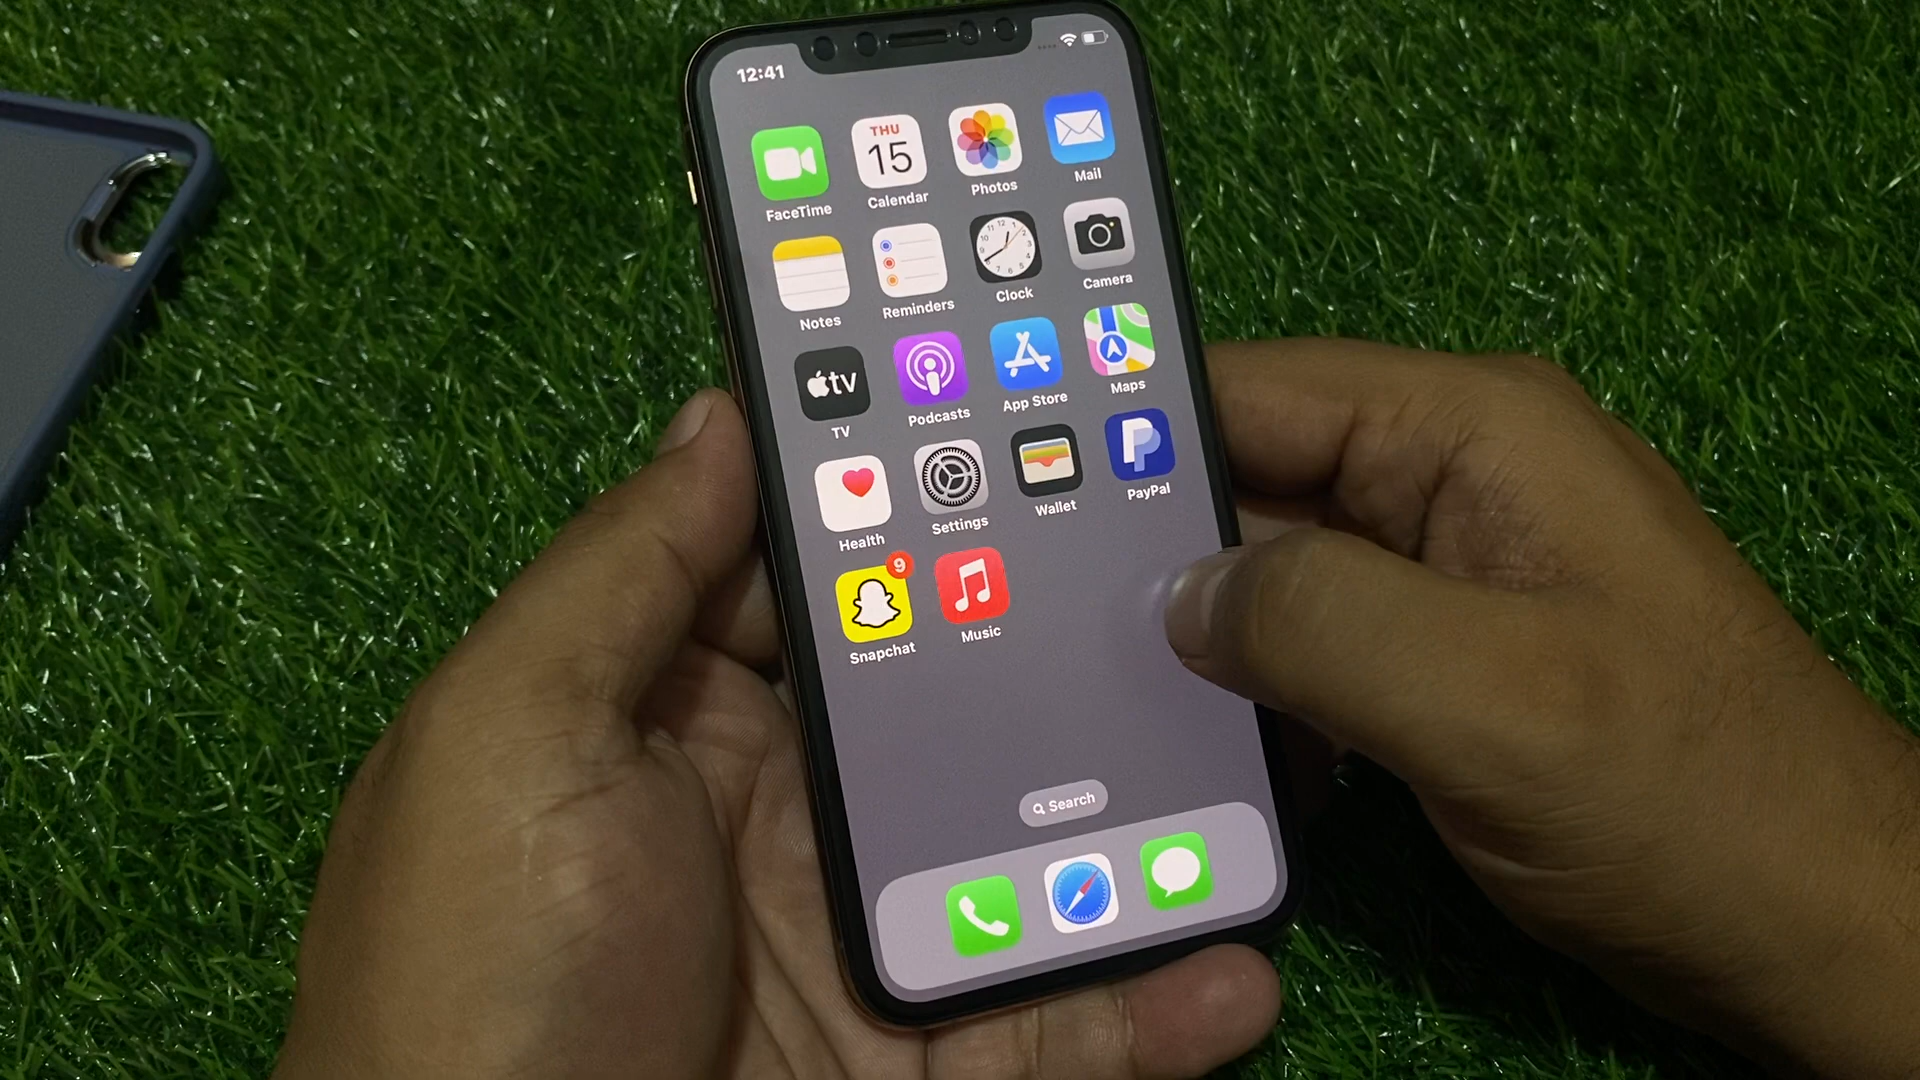 12:41
THU
15
FaceTime
Calendar
Photos
Mail
Notes
Reminders
Clock
Camera
tv
TV
Podcasts
App Store
Maps
Health
Settings
Wallet
PayPal
9
Snapchat
Music
Search